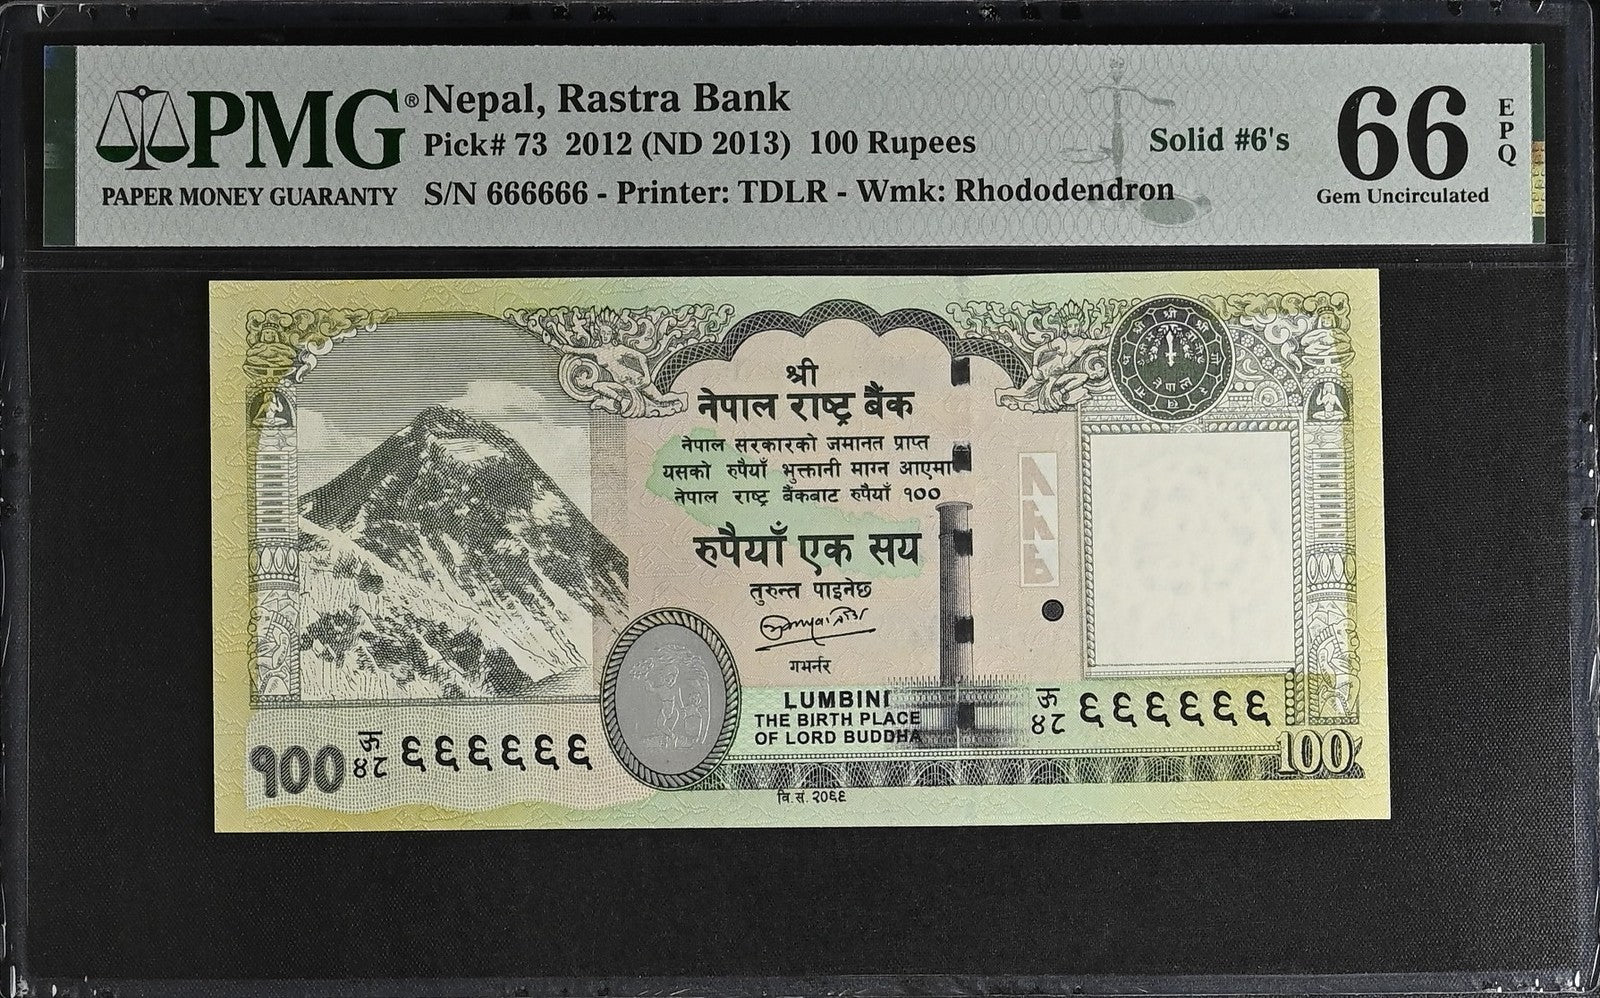 PMG®
PAPER MONEY GUARANTY
Nepal, Rastra Bank
Pick# 73 2012 (ND 2013) 100 Rupees
S/N 666666 - Printer: TDLR - Wmk: Rhododendron
Solid #6's
66
EPQ
Gem Uncirculated
श्री
नेपाल राष्ट्र बैंक
नेपाल सरकारको जमानत प्राप्त
यसको रुपैयाँ भुक्तानी माग्न आएमा
नेपाल राष्ट्र बैंकबाट रुपैयाँ १००
रुपैयाँ एक सय
तुरुन्त पाइनेछ
गभर्नर
NRB
LUMBINI
THE BIRTH PLACE
OF LORD BUDDHA
ऊ
४८ ६६६६६६
१०० ऊ
४८ ६६६६६६
100
वि.सं. २०६९